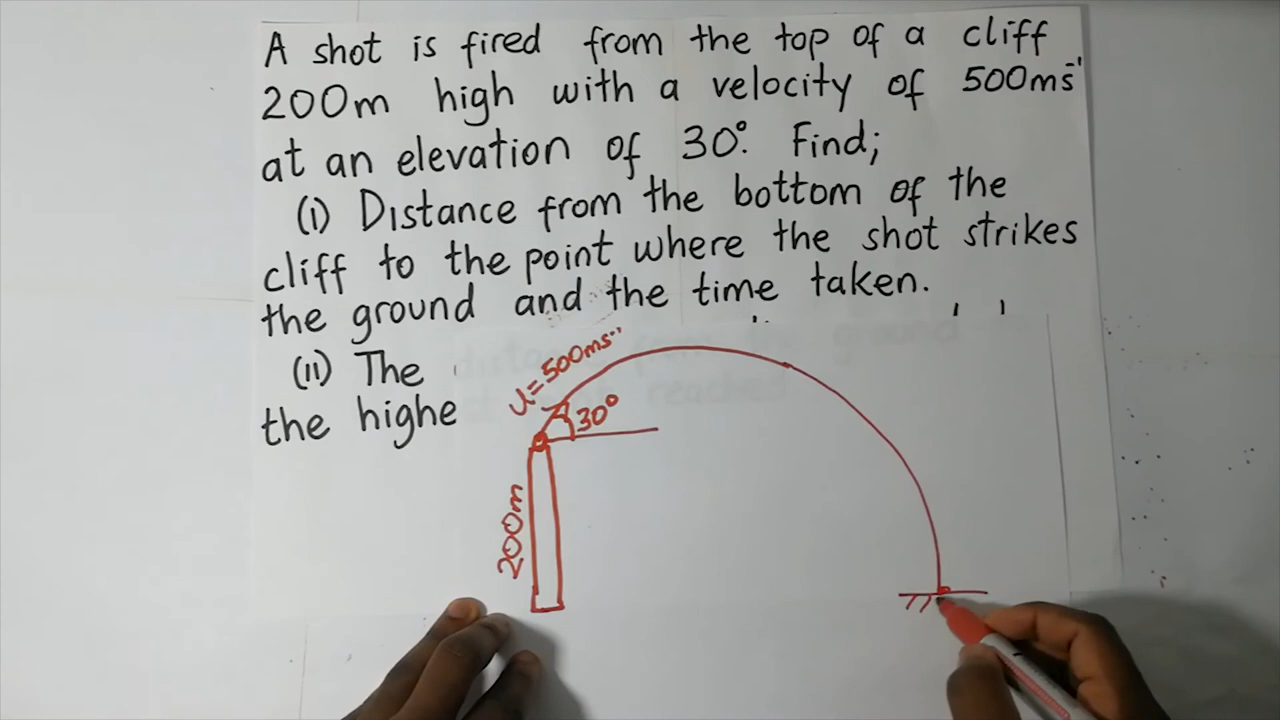 A shot is fired from the top of a cliff
200m high with a velocity of 500ms⁻¹
at an elevation of 30°. Find;
(i) Distance from the bottom of the
cliff to the point where the shot strikes
the ground and the time taken.
(ii) The
the highe
u=500ms⁻¹
30°
200m